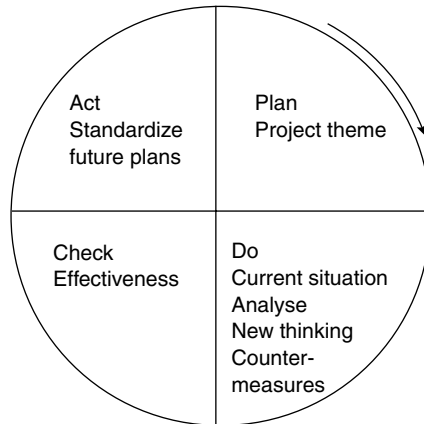 Act
Standardize
future plans
Plan
Project theme
Check
Effectiveness
Do
Current situation
Analyse
New thinking
Counter-
measures